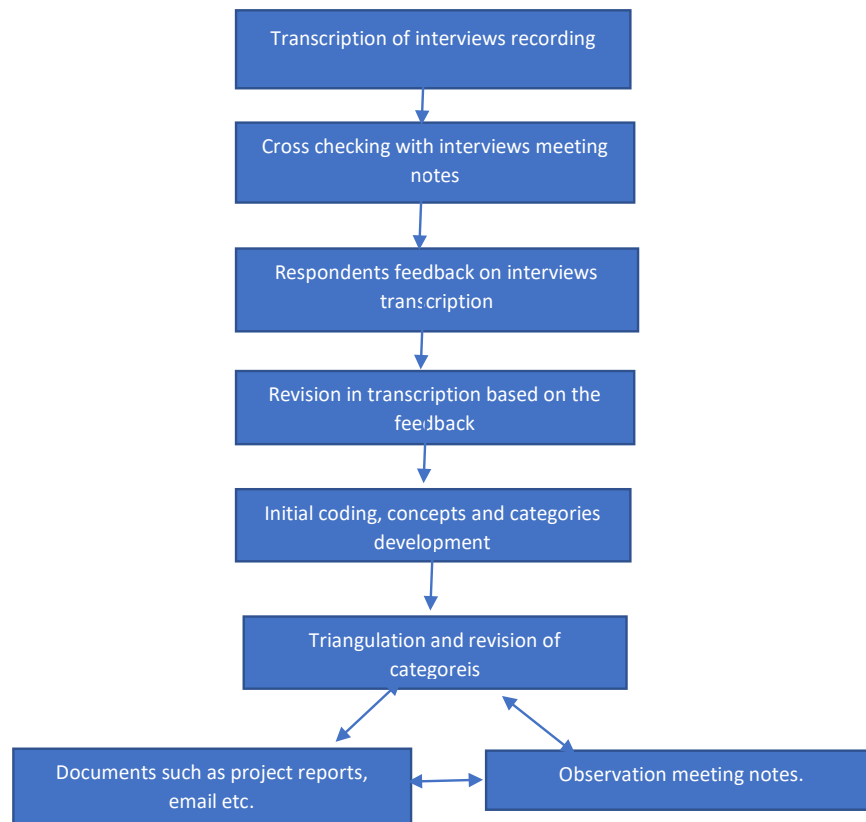 Transcription of interviews recording
Cross checking with interviews meeting
notes
Respondents feedback on interviews
transcription
Revision in transcription based on the
feedback
Initial coding, concepts and categories
development
Triangulation and revision of
categoreis
Documents such as project reports,
email etc.
Observation meeting notes.